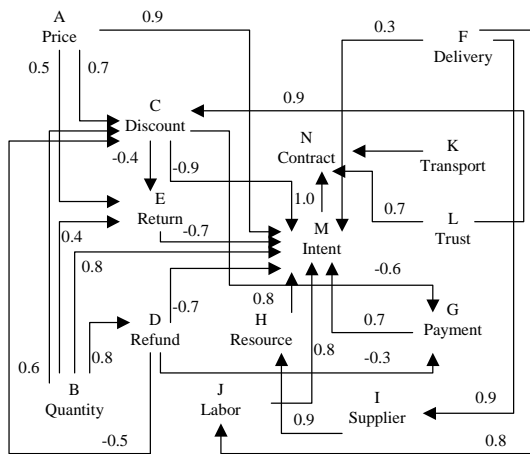 A
Price
0.9
0.3
F
Delivery
0.5
0.7
C
Discount
0.9
N
Contract
K
Transport
-0.4
-0.9
E
Return
1.0
0.7
L
Trust
M
Intent
0.4
-0.7
0.8
-0.6
-0.7
0.8
G
Payment
D
Refund
H
Resource
0.7
0.6
0.8
0.8
-0.3
B
Quantity
J
Labor
0.9
I
Supplier
0.9
-0.5
0.8